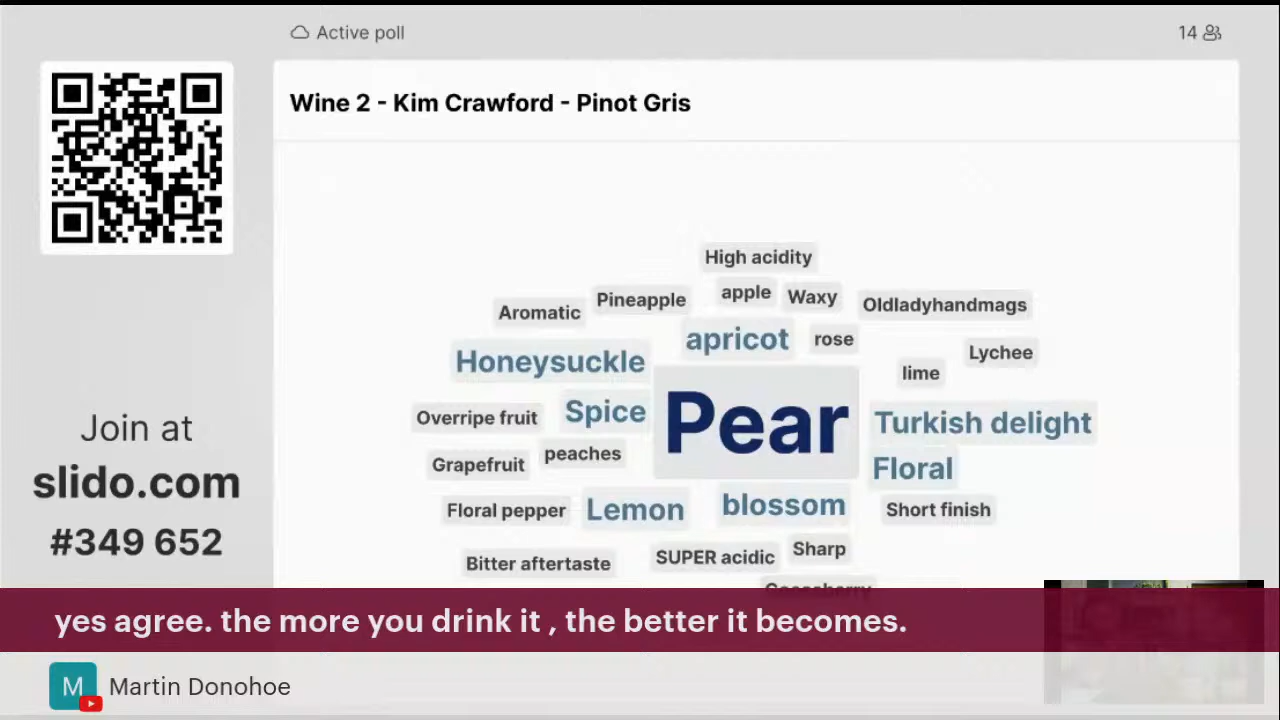 Active poll
14
Wine 2 - Kim Crawford - Pinot Gris
High acidity
Pineapple apple Waxy Oldladyhandmags
Aromatic
apricot rose
Honeysuckle Lychee
lime
Overripe fruit Spice Pear Turkish delight
Grapefruit peaches Floral
Floral pepper Lemon blossom Short finish
Bitter aftertaste SUPER acidic Sharp
Gooseberry
Join at
slido.com
#349 652
yes agree. the more you drink it , the better it becomes.
M Martin Donohoe